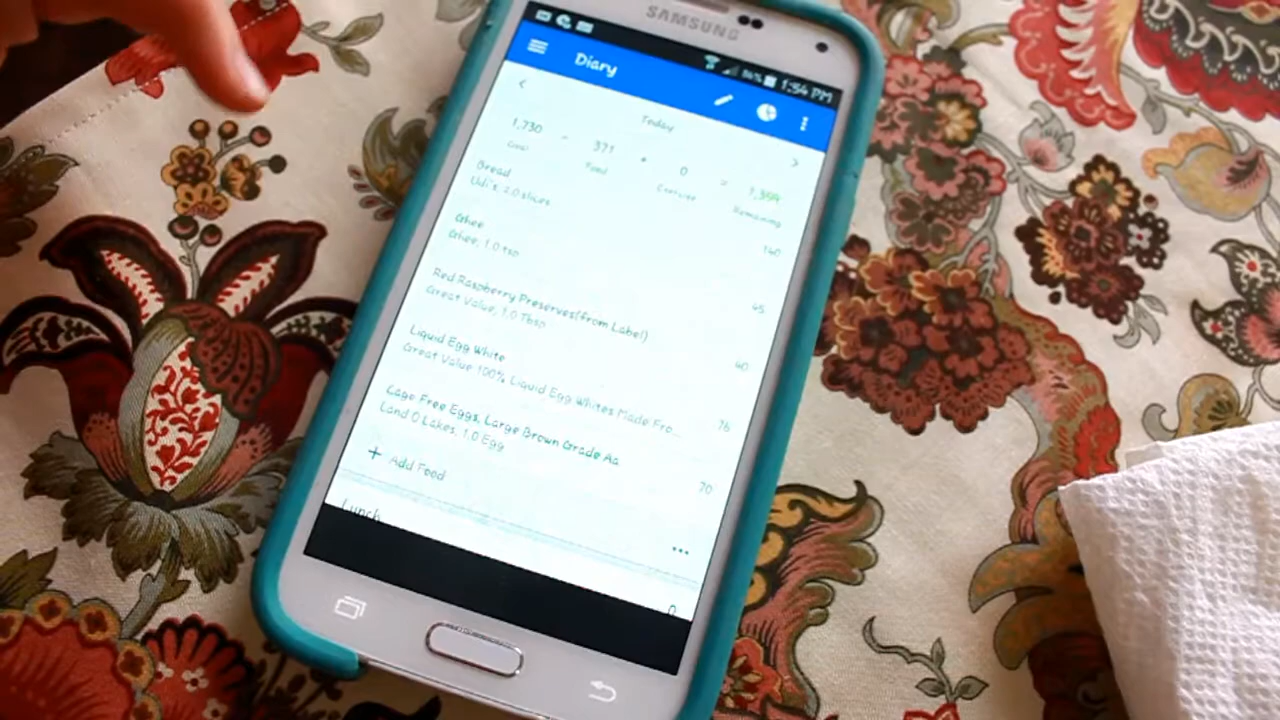 SAMSUNG
86% 1:54 PM
Diary
Today
1,730 - 371 + 0 = 1,359
Goal Food Exercise Remaining
Bread 140
Udi's, 2.0 slices
Ghee 45
Ghee, 1.0 tsp
Red Raspberry Preserves(from Label) 40
Great Value, 1.0 Tbsp
Liquid Egg White 76
Great Value 100% Liquid Egg Whites Made Fro...
Cage Free Eggs, Large Brown Grade Aa 70
Land O Lakes, 1.0 Egg
+ Add Food ...
Lunch 0